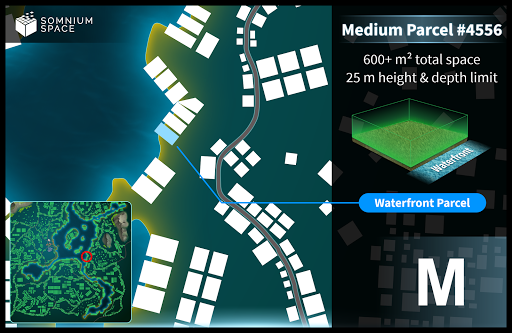 SOMNIUM
SPACE
Medium Parcel #4556
600+ m² total space
25 m height & depth limit
Waterfront
Waterfront Parcel
M